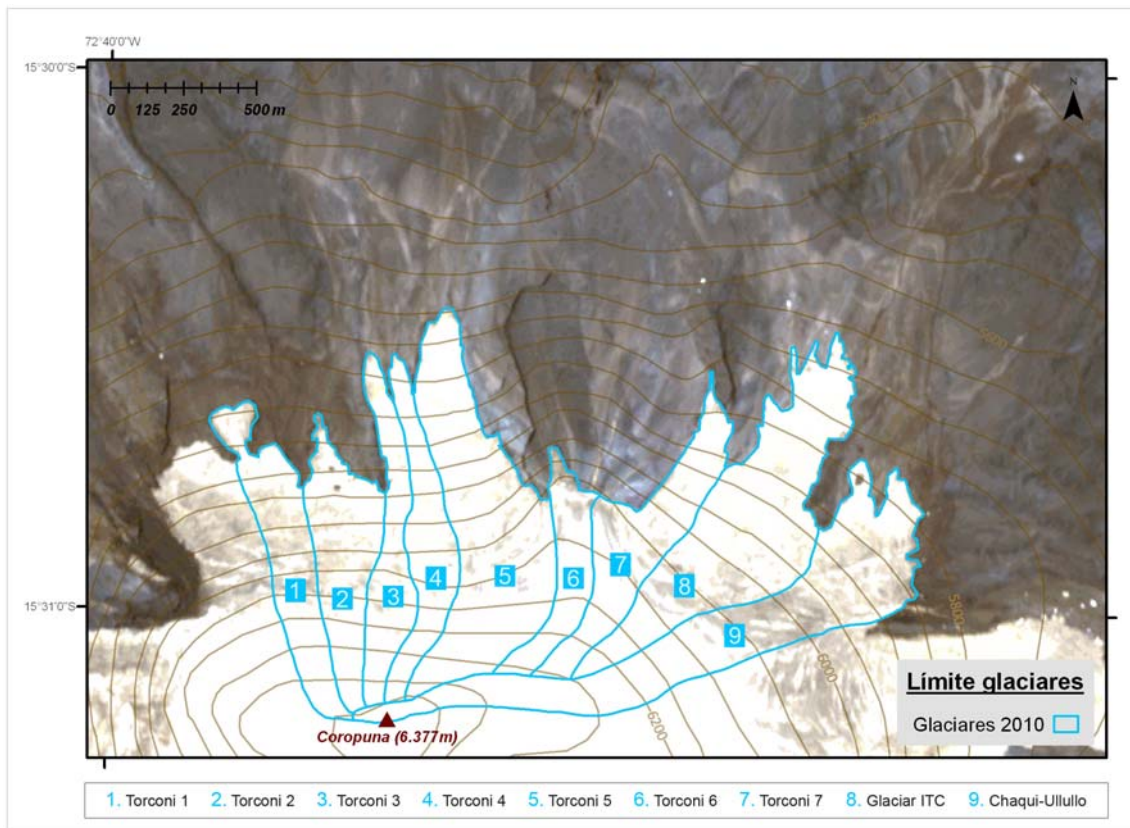 72°40'0"W
15°30'0"S
0 125 250 500 m
N
5400
5600
1
2
3
4
5
6
7
8
9
15°31'0"S
5800
6000
6200
Coropuna (6.377m)
Límite glaciares
Glaciares 2010
1. Torconi 1 2. Torconi 2 3. Torconi 3 4. Torconi 4 5. Torconi 5 6. Torconi 6 7. Torconi 7 8. Glaciar ITC 9. Chaqui-Ullullo